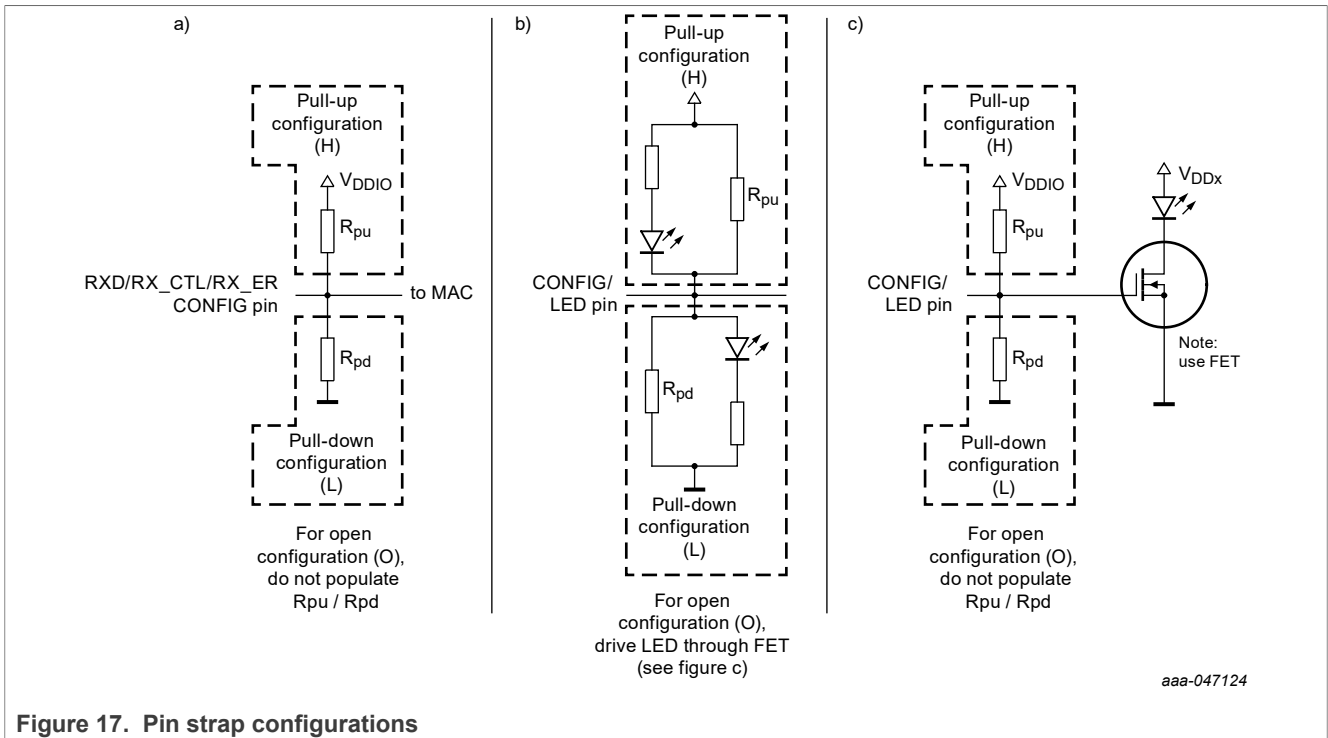 a)
Pull-up
configuration
(H)
VDDIO
Rpu
RXD/RX_CTL/RX_ER
CONFIG pin
to MAC
Rpd
Pull-down
configuration
(L)
For open
configuration (O),
do not populate
Rpu / Rpd
b)
Pull-up
configuration
(H)
Rpu
CONFIG/
LED pin
Rpd
Pull-down
configuration
(L)
For open
configuration (O),
drive LED through FET
(see figure c)
c)
Pull-up
configuration
(H)
VDDIO
VDDx
Rpu
CONFIG/
LED pin
Rpd
Note:
use FET
Pull-down
configuration
(L)
For open
configuration (O),
do not populate
Rpu / Rpd
aaa-047124
Figure 17. Pin strap configurations